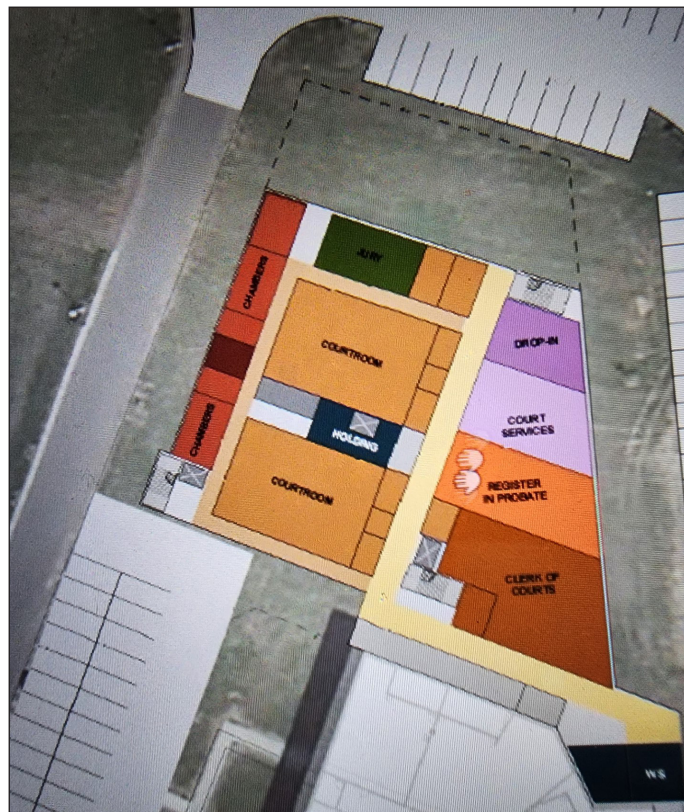 JURY
CHAMBERS
COURTROOM
DROP-IN
COURT
SERVICES
HOLDING
CHAMBERS
REGISTER
IN PROBATE
COURTROOM
CLERK OF
COURTS
WS